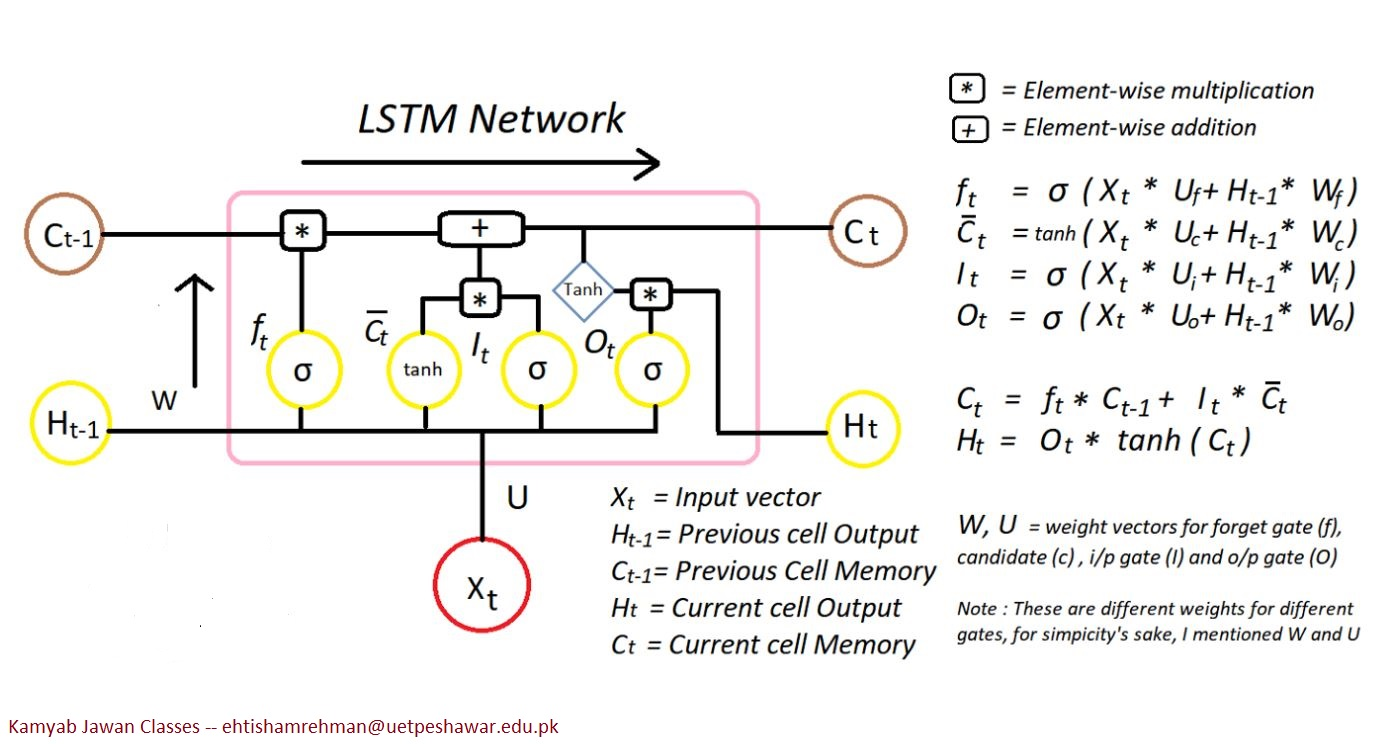 LSTM Network
* = Element-wise multiplication
+ = Element-wise addition
Ct-1
*
+
Ct
Tanh
*
*
ft
C̅t
It
Ot
σ
tanh
σ
σ
W
Ht-1
Ht
U
Xt
ft = σ ( Xt * Uf + Ht-1 * Wf )
C̅t = tanh ( Xt * Uc + Ht-1 * Wc )
It = σ ( Xt * Ui + Ht-1 * Wi )
Ot = σ ( Xt * Uo + Ht-1 * Wo )
Ct = ft * Ct-1 + It * C̅t
Ht = Ot * tanh ( Ct )
Xt = Input vector
Ht-1 = Previous cell Output
Ct-1 = Previous Cell Memory
Ht = Current cell Output
Ct = Current cell Memory
W, U = weight vectors for forget gate (f),
candidate (c) , i/p gate (I) and o/p gate (O)
Note : These are different weights for different
gates, for simpicity's sake, I mentioned W and U
Kamyab Jawan Classes -- ehtishamrehman@uetpeshawar.edu.pk